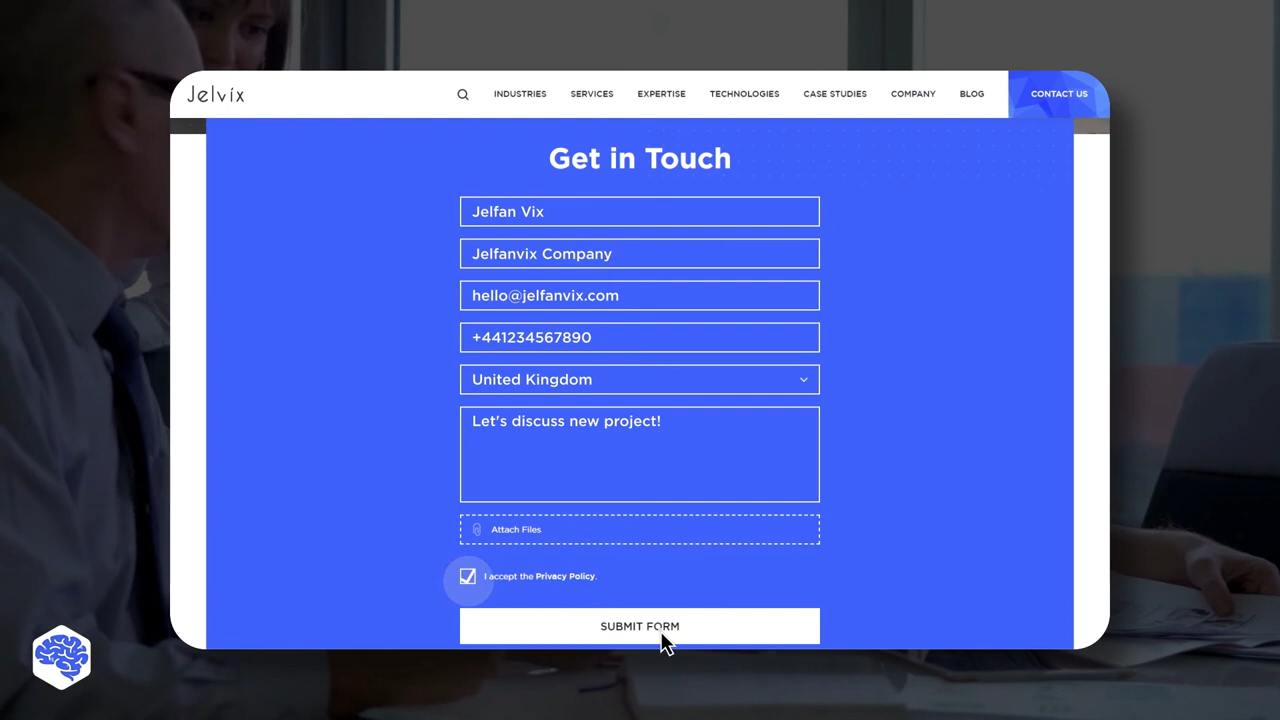 Jelvix
INDUSTRIES SERVICES EXPERTISE TECHNOLOGIES CASE STUDIES COMPANY BLOG CONTACT US
Get in Touch
Jelfan Vix
Jelfanvix Company
hello@jelfanvix.com
+441234567890
United Kingdom
Let's discuss new project!
Attach Files
I accept the Privacy Policy.
SUBMIT FORM